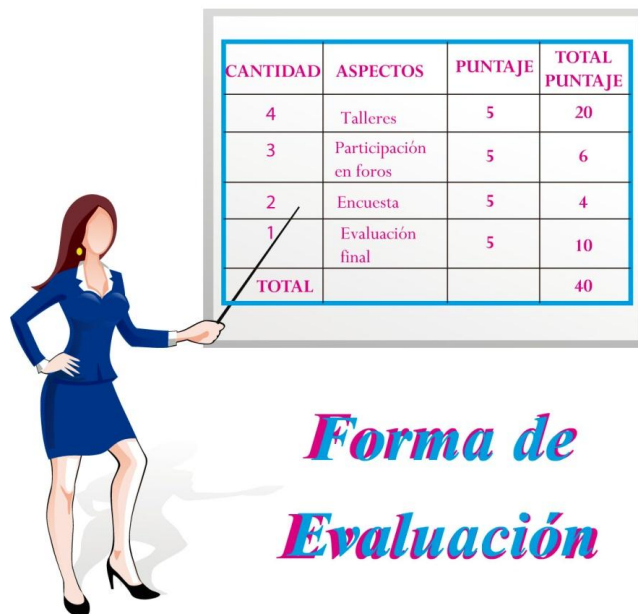 CANTIDAD ASPECTOS PUNTAJE TOTAL PUNTAJE
4 Talleres 5 20
3 Participación en foros 5 6
2 Encuesta 5 4
1 Evaluación final 5 10
TOTAL 40
Forma de
Evaluación